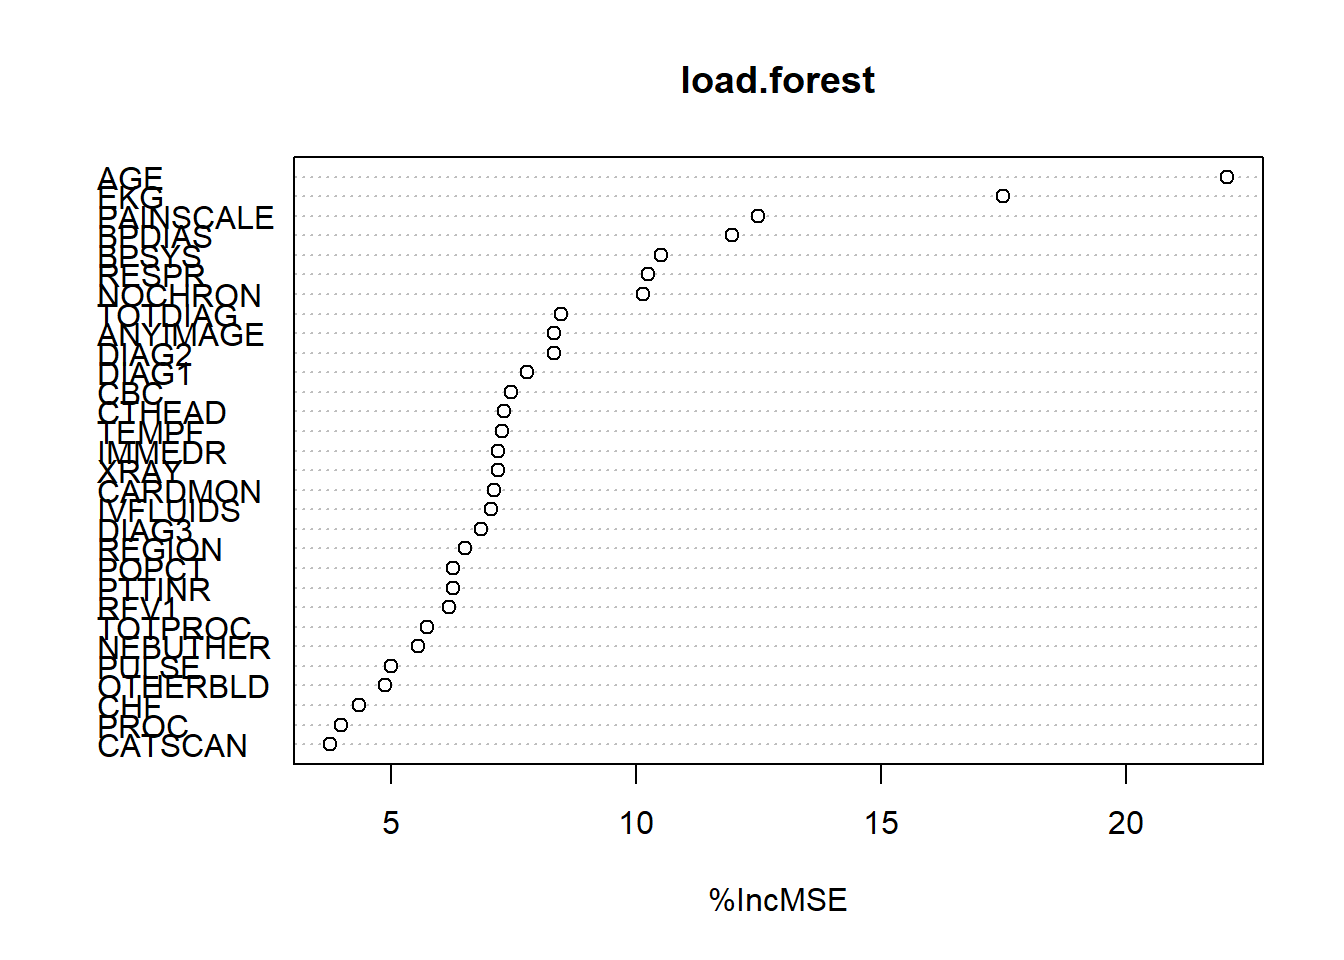 load.forest
AGE
EKG
PAINSCALE
BPDIAS
BPSYS
RESPR
NOCHRON
TOTDIAG
ANYIMAGE
DIAG2
DIAG1
CBC
CTHEAD
TEMPF
IMMEDR
XRAY
CARDMON
IVFLUIDS
DIAG3
REGION
POPCT
PTTINR
RFV1
TOTPROC
NEBUTHER
PULSE
OTHERBLD
CHF
PROC
CATSCAN
5 10 15 20
%IncMSE